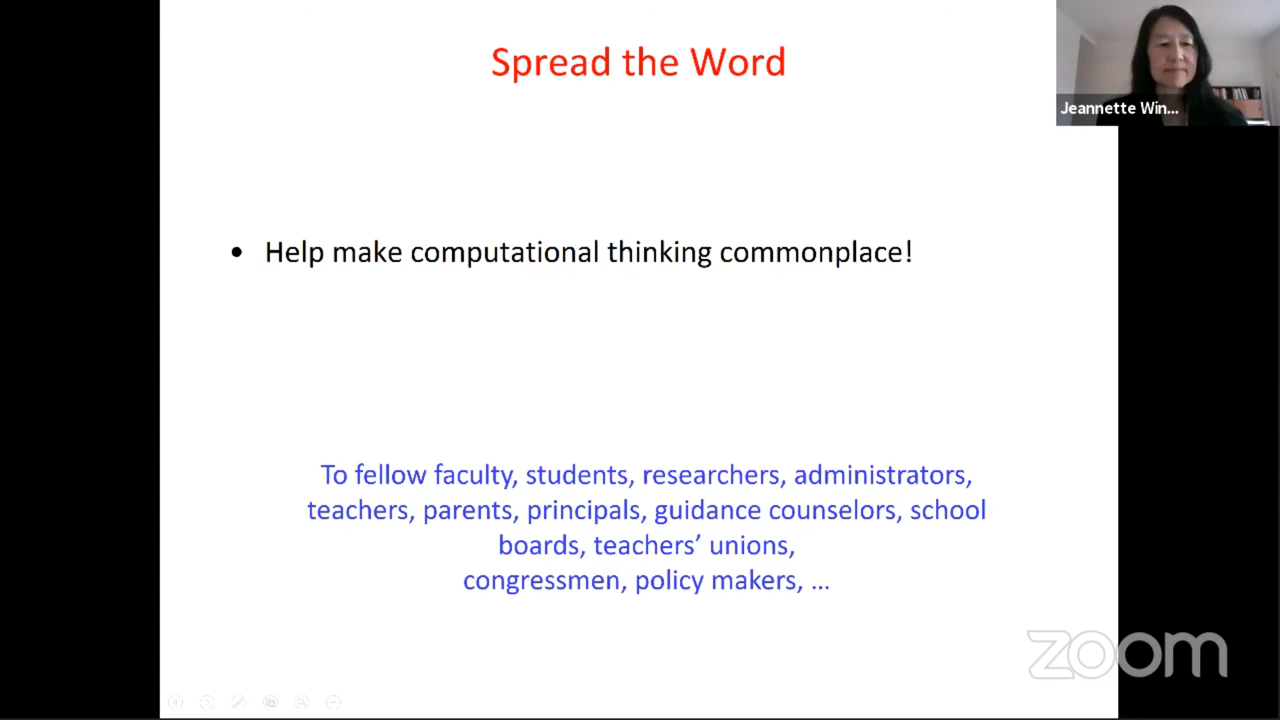 Spread the Word
Jeannette Win...
• Help make computational thinking commonplace!
To fellow faculty, students, researchers, administrators,
teachers, parents, principals, guidance counselors, school
boards, teachers’ unions,
congressmen, policy makers, …
zoom